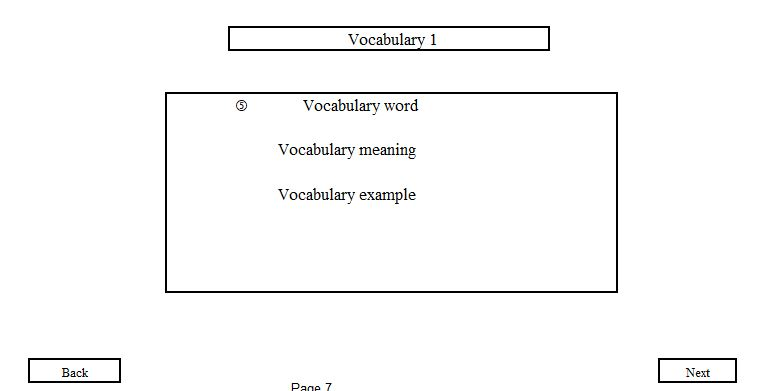 Vocabulary 1
⑤ Vocabulary word
Vocabulary meaning
Vocabulary example
Back
Next
Page 7